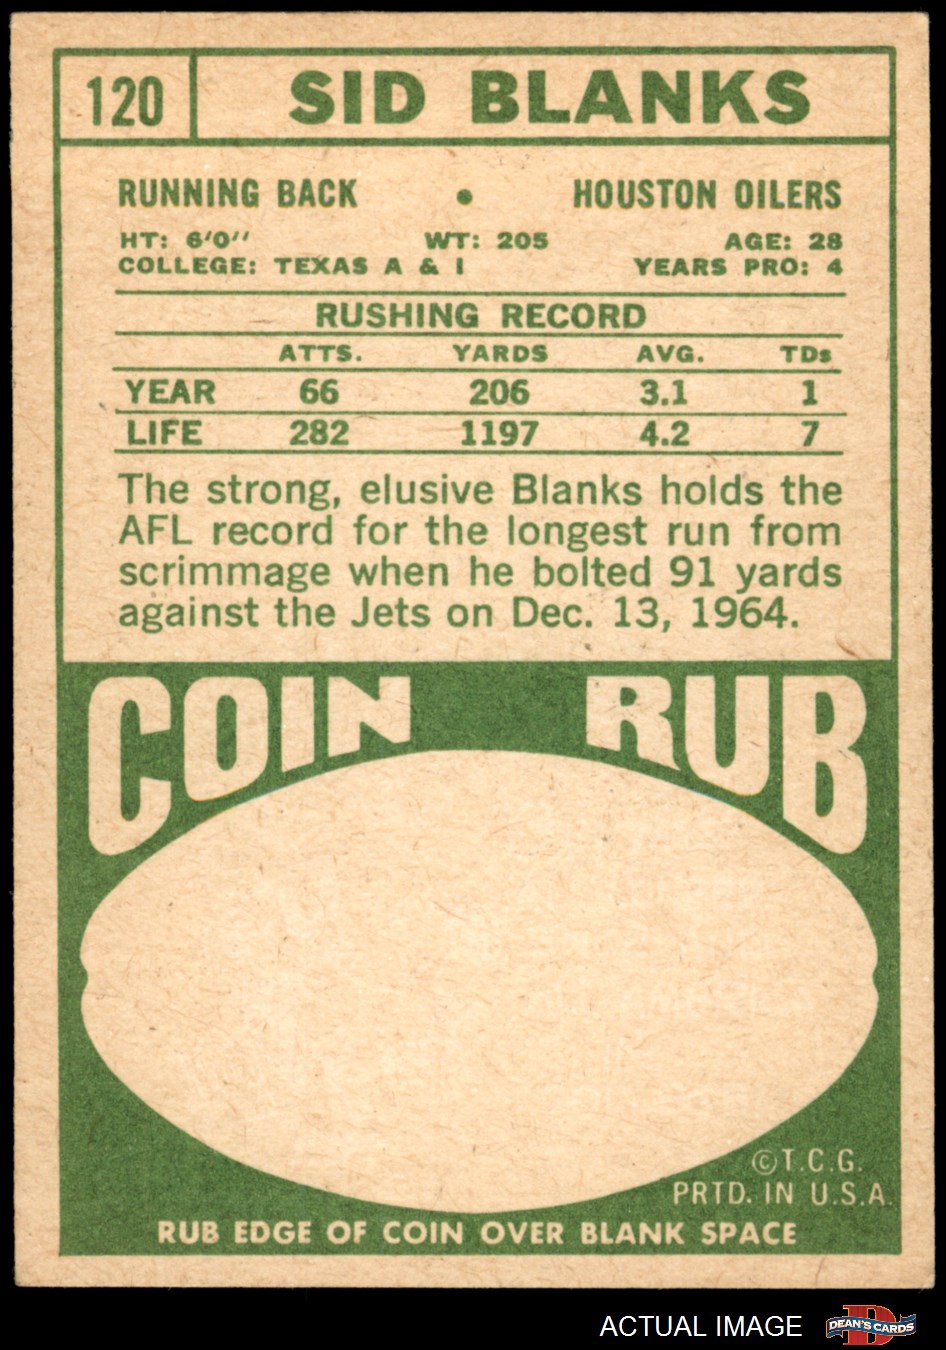 120 SID BLANKS
RUNNING BACK • HOUSTON OILERS
HT: 6'0'' WT: 205 AGE: 28
COLLEGE: TEXAS A & I YEARS PRO: 4
RUSHING RECORD
ATTS. YARDS AVG. TDs
YEAR 66 206 3.1 1
LIFE 282 1197 4.2 7
The strong, elusive Blanks holds the
AFL record for the longest run from
scrimmage when he bolted 91 yards
against the Jets on Dec. 13, 1964.
COIN RUB
©T.C.G.
PRTD. IN U.S.A.
RUB EDGE OF COIN OVER BLANK SPACE
ACTUAL IMAGE
DEAN'S CARDS